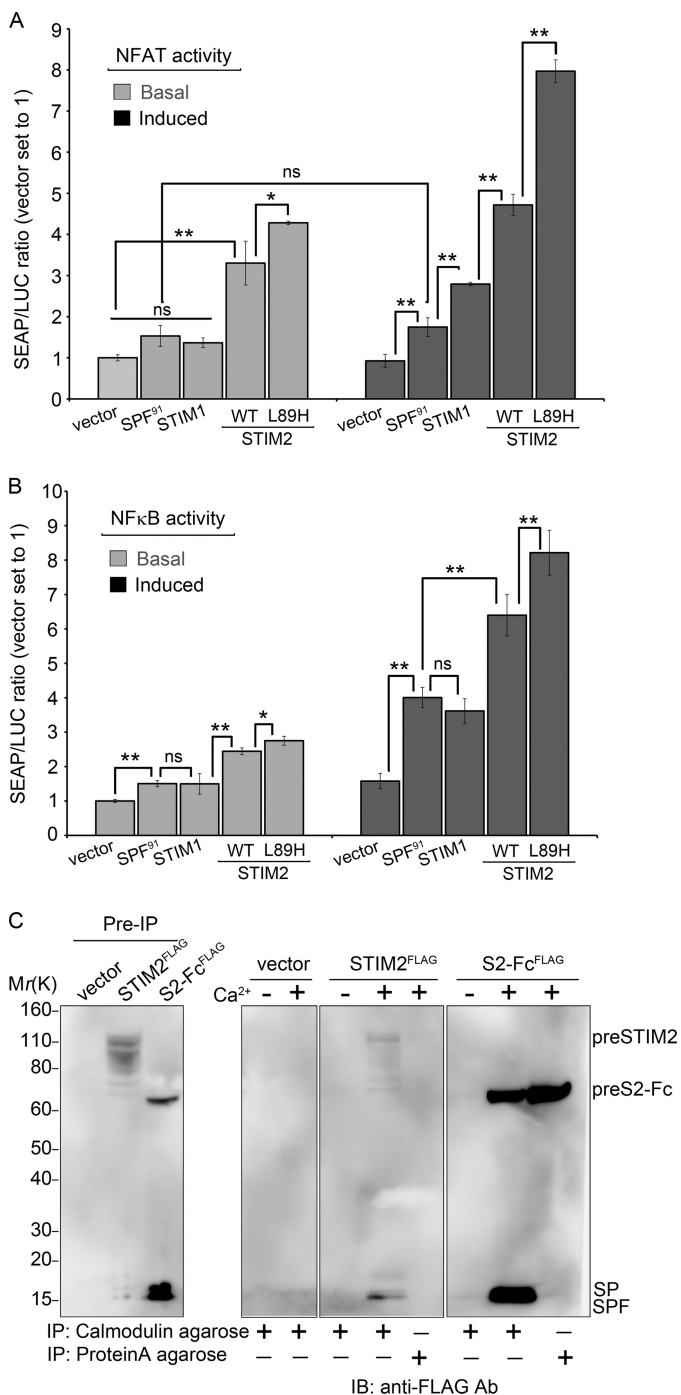 A
SEAP/LUC ratio (vector set to 1)
9
8
7
6
5
4
3
2
1
0
NFAT activity
Basal
Induced
ns
**
*
ns
**
**
**
**
vector
SPF91
STIM1
WT L89H
STIM2
vector
SPF91
STIM1
WT L89H
STIM2
B
SEAP/LUC ratio (vector set to 1)
10
9
8
7
6
5
4
3
2
1
0
NFκB activity
Basal
Induced
**
ns
**
*
**
ns
**
**
vector
SPF91
STIM1
WT L89H
STIM2
vector
SPF91
STIM1
WT L89H
STIM2
C
Pre-IP
vector
STIM2FLAG
S2-FcFLAG
Mr(K)
160–
110–
80–
60–
50–
40–
30–
20–
15–
vector STIM2FLAG S2-FcFLAG
Ca2+ - + - + + - + +
preSTIM2
preS2-Fc
SP
SPF
IP: Calmodulin agarose + + + + – + + –
IP: ProteinA agarose – – – – + – – +
IB: anti-FLAG Ab